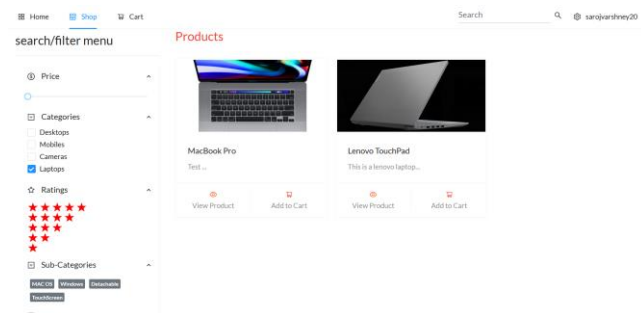 Home Shop Cart Search sarojvarshney20
search/filter menu
Price
Categories
Desktops
Mobiles
Cameras
Laptops
Ratings
Sub-Categories
MAC OS Windows Detachable
TouchScreen
Products
MacBook Pro
Test ...
View Product Add to Cart
Lenovo TouchPad
This is a lenovo laptop...
View Product Add to Cart